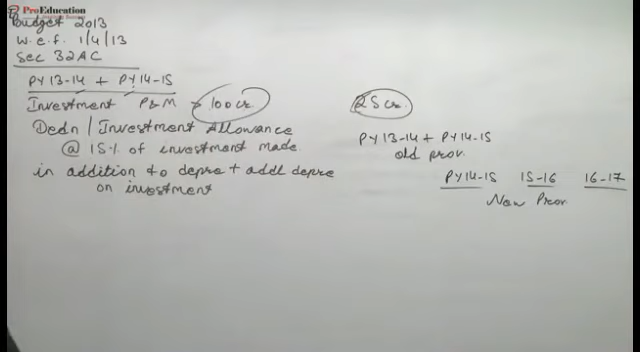 ProEducation
Budget 2013
w.e.f. 1/4/13
Sec 32AC
PY 13-14 + PY 14-15
Investment P&M > 100 cr.
Dedn / Investment Allowance
@ 15% of investment made.
in addition to depre + addl depre
on investment
25 cr.
PY 13-14 + PY 14-15
old prov.
PY 14-15 15-16 16-17
New Prov